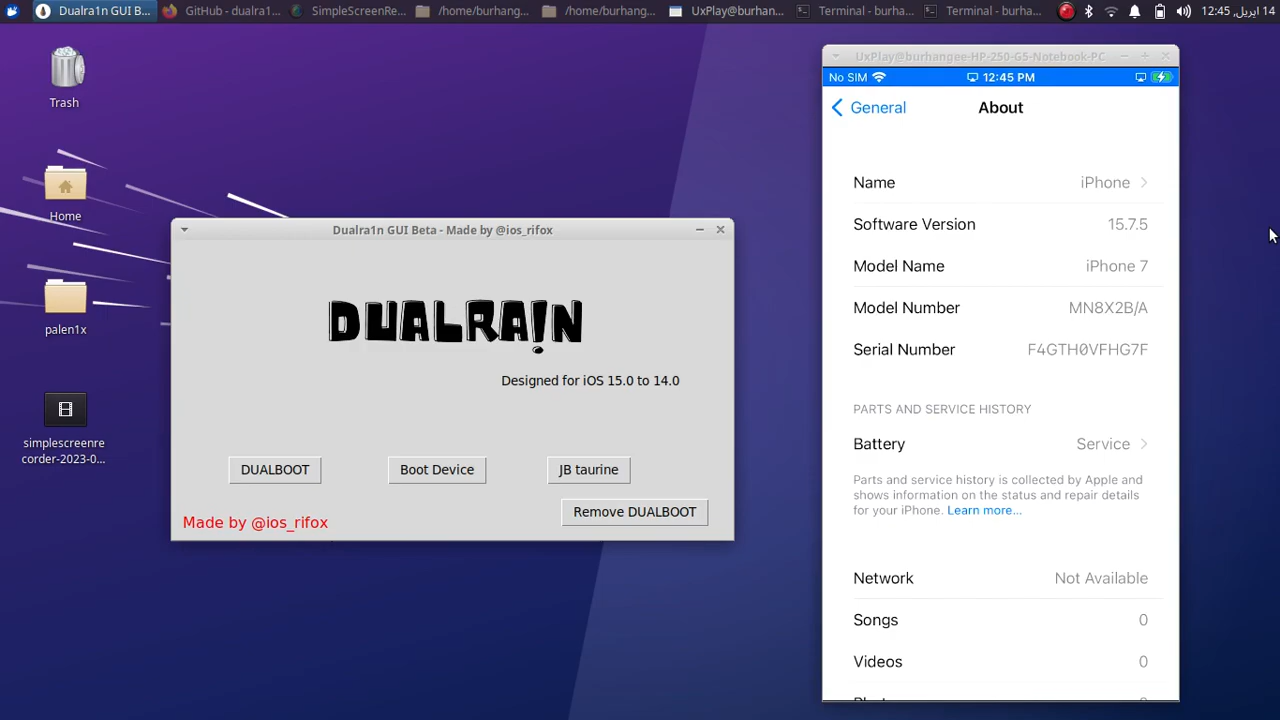 Dualra1n GUI B...
GitHub - dualra1...
SimpleScreenRe...
/home/burhang...
/home/burhang...
UxPlay@burhan...
Terminal - burha...
Terminal - burha...
12:45 ,14 اپریل
Trash
Home
palen1x
simplescreenre
corder-2023-0...
Dualra1n GUI Beta - Made by @ios_rifox
DUALRA!N
Designed for iOS 15.0 to 14.0
DUALBOOT
Boot Device
JB taurine
Remove DUALBOOT
Made by @ios_rifox
UxPlay@burhangee-HP-250-G5-Notebook-PC
No SIM 12:45 PM
General About
Name iPhone
Software Version 15.7.5
Model Name iPhone 7
Model Number MN8X2B/A
Serial Number F4GTH0VFHG7F
PARTS AND SERVICE HISTORY
Battery Service
Parts and service history is collected by Apple and
shows information on the status and repair details
for your iPhone. Learn more...
Network Not Available
Songs 0
Videos 0